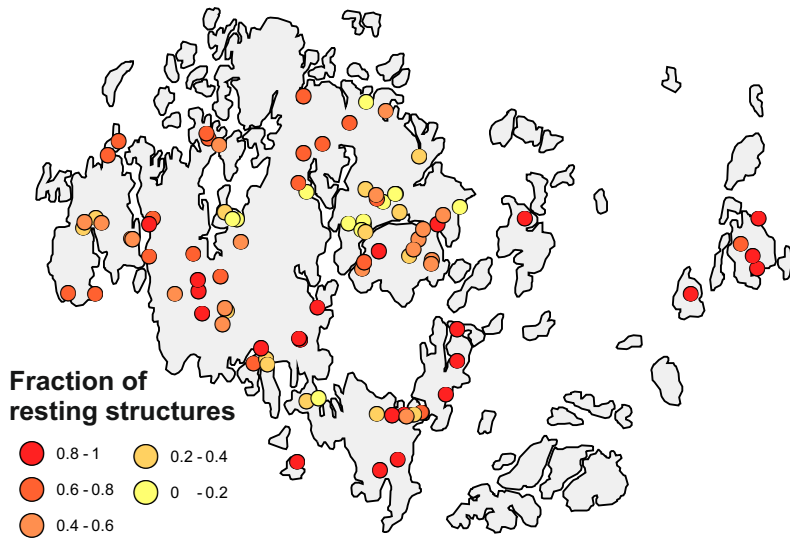 Fraction of
resting structures
0.8 - 1
0.6 - 0.8
0.4 - 0.6
0.2 - 0.4
0 - 0.2